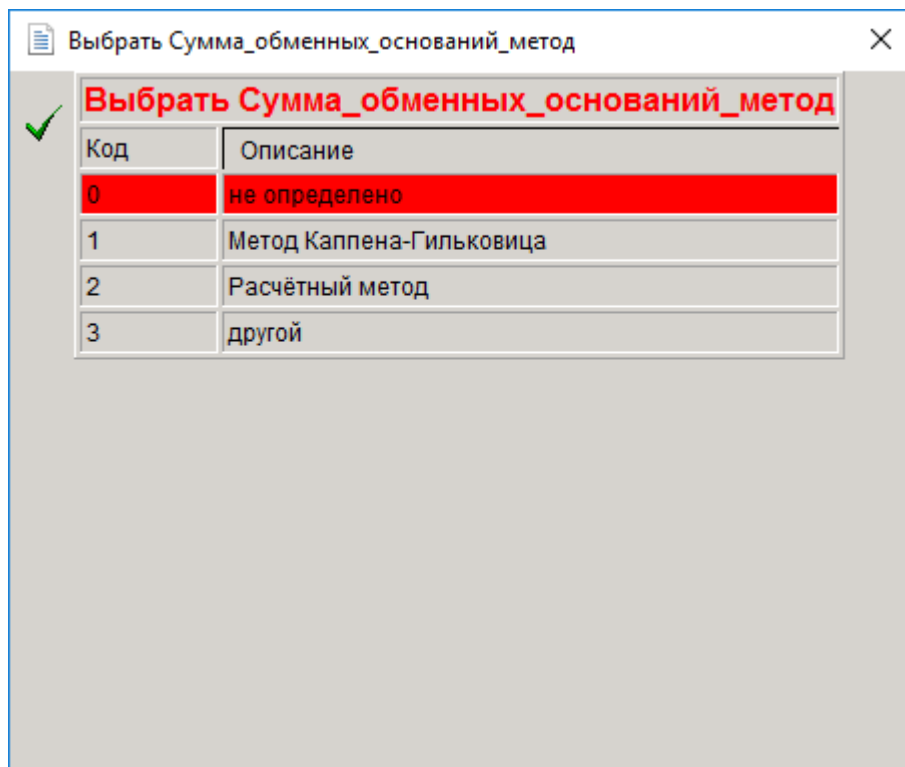 Выбрать Сумма_обменных_оснований_метод
Выбрать Сумма_обменных_оснований_метод
Код Описание
0 не определено
1 Метод Каппена-Гильковица
2 Расчётный метод
3 другой